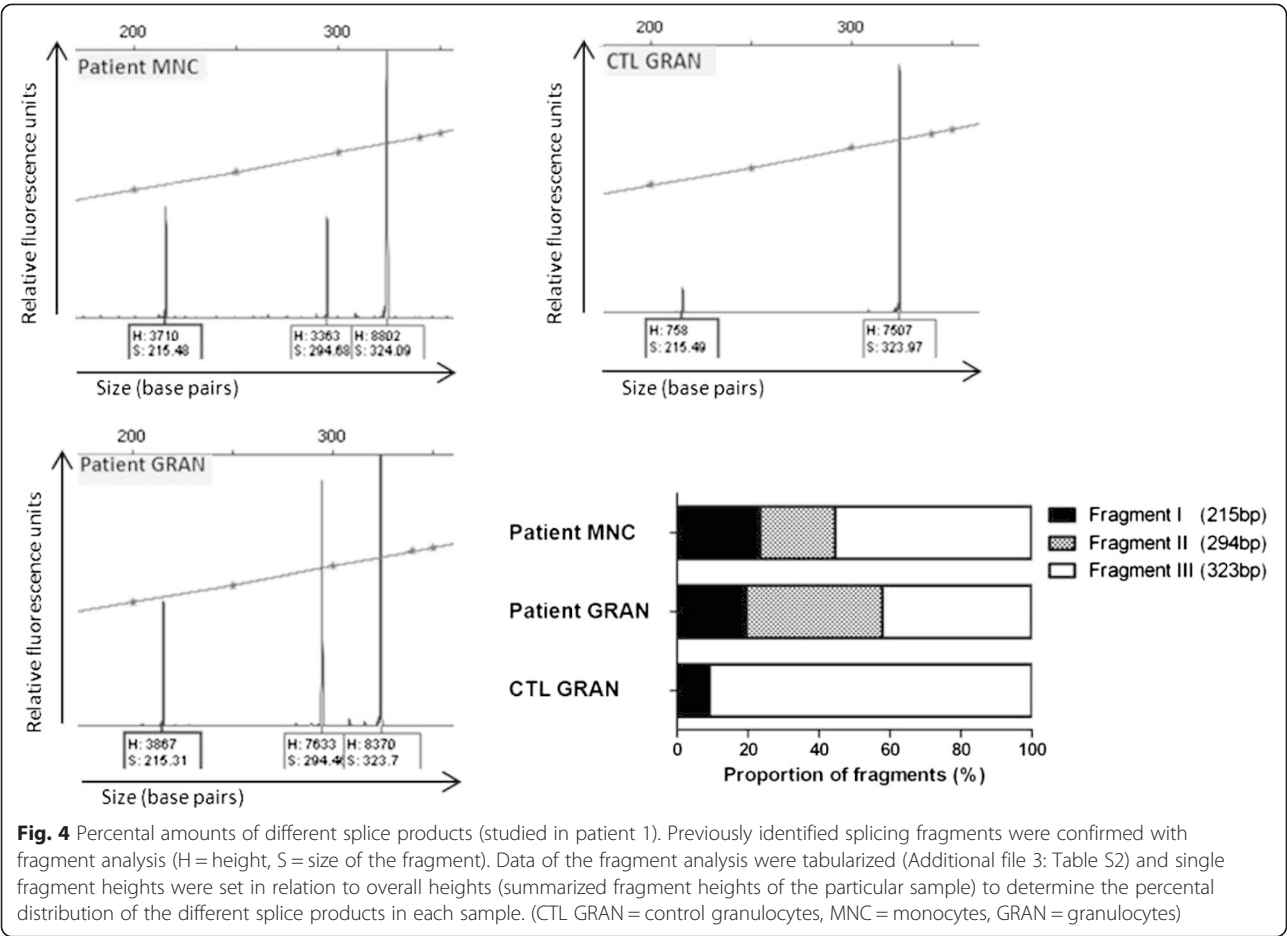 200 300
Patient MNC
Relative fluorescence units
H: 3710
S: 215.48
H: 3363
S: 294.68
H: 8802
S: 324.09
Size (base pairs)
200 300
CTL GRAN
Relative fluorescence units
H: 758
S: 215.49
H: 7507
S: 323.97
Size (base pairs)
200 300
Patient GRAN
Relative fluorescence units
H: 3867
S: 215.31
H: 7633
S: 294.4
H: 8370
S: 323.7
Size (base pairs)
Patient MNC
Patient GRAN
CTL GRAN
0 20 40 60 80 100
Proportion of fragments (%)
Fragment I (215bp)
Fragment II (294bp)
Fragment III (323bp)
Fig. 4 Percental amounts of different splice products (studied in patient 1). Previously identified splicing fragments were confirmed with
fragment analysis (H = height, S = size of the fragment). Data of the fragment analysis were tabularized (Additional file 3: Table S2) and single
fragment heights were set in relation to overall heights (summarized fragment heights of the particular sample) to determine the percental
distribution of the different splice products in each sample. (CTL GRAN = control granulocytes, MNC = monocytes, GRAN = granulocytes)